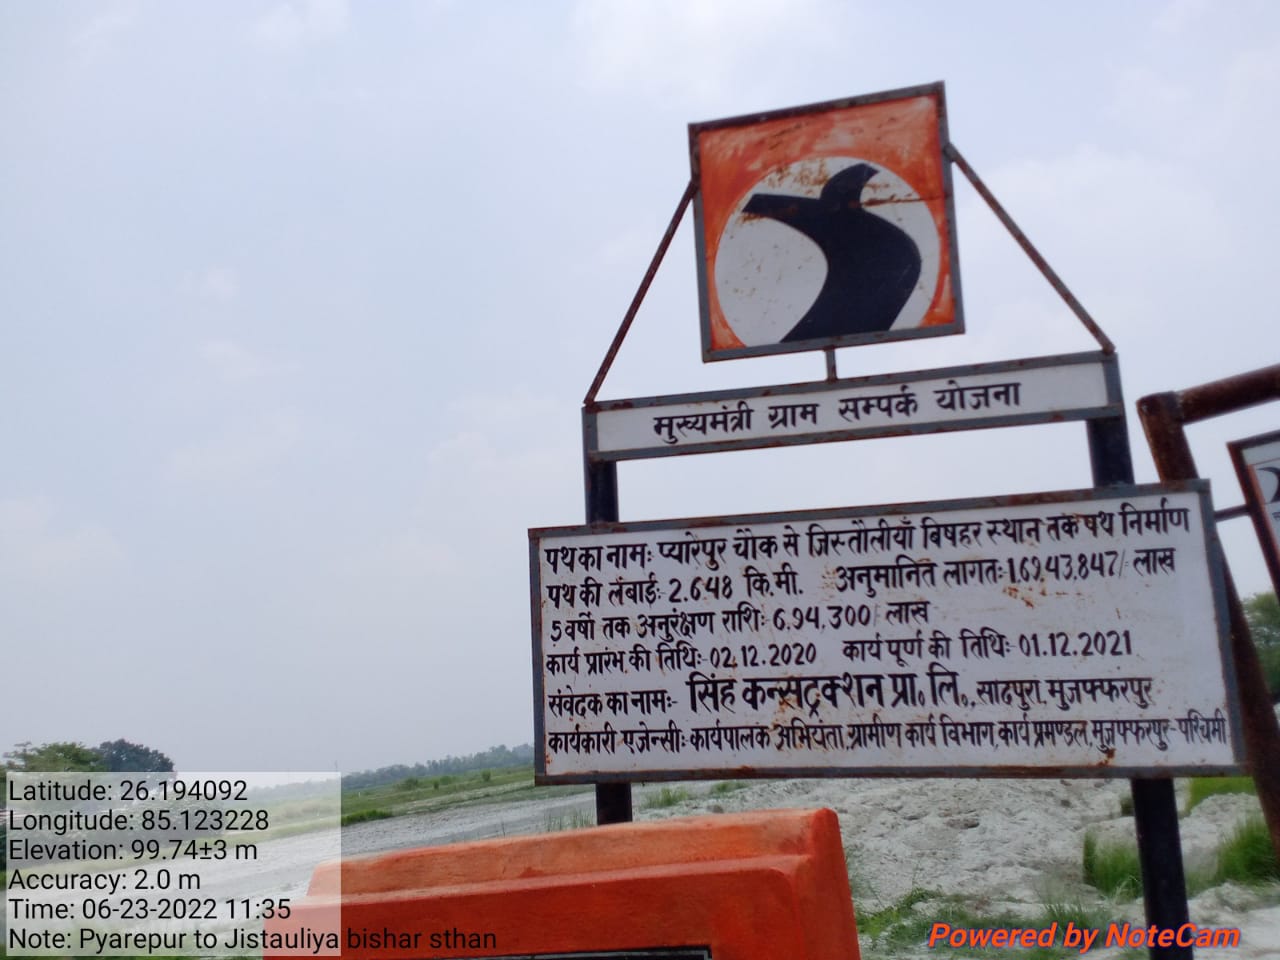 मुख्यमंत्री ग्राम सम्पर्क योजना
पथ का नामः प्यारेपुर चौक से जिस्तौलीयाँ बिषहर स्थान तक पथ निर्माण
पथ की लंबाईः- 2.648 कि.मी. अनुमानित लागतः 1,69,43,847/- लाख
5 वर्षो तक अनुरंक्षण राशिः- 6,94,300/ लाख
कार्य प्रारंभ की तिथिः-02.12.2020 कार्य पूर्ण की तिथिः-01.12.2021
संवेदक का नामः- सिंह कन्सट्रक्शन प्रा॰ लि॰, सादपुरा, मुजफ्फरपुर
कार्यकारी एजेन्सीः कार्यपालक अभियंता, ग्रामीण कार्य विभाग, कार्य प्रमण्डल, मुजफ्फरपुर-पश्चिमी
Latitude: 26.194092
Longitude: 85.123228
Elevation: 99.74±3 m
Accuracy: 2.0 m
Time: 06-23-2022 11:35
Note: Pyarepur to Jistauliya bishar sthan
Powered by NoteCam